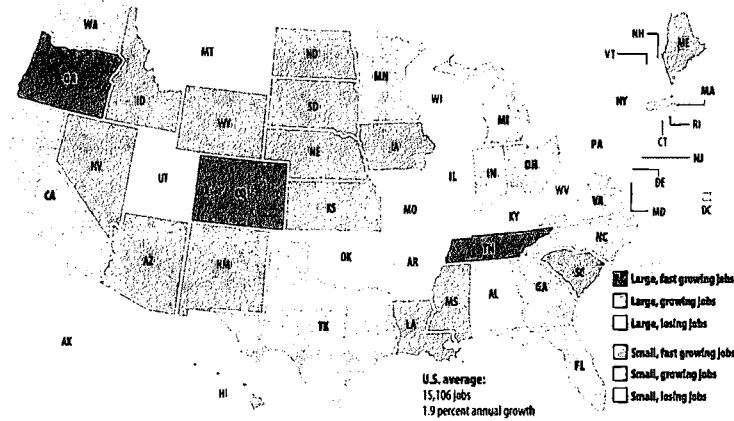 WA
MT
ND
MN
ME
NH
VT
OR
ID
SD
WI
NY
MA
WY
MI
RI
CT
NV
NE
IA
PA
NJ
UT
CO
IL
IN
OH
DE
CA
KS
MO
WV
VA
MD
DC
KY
AZ
NM
OK
AR
TN
NC
SC
MS
AL
GA
TX
LA
AK
HI
FL
Large, fast growing jobs
Large, growing jobs
Large, losing jobs
Small, fast growing jobs
Small, growing jobs
Small, losing jobs
U.S. average:
15,106 jobs
1.9 percent annual growth